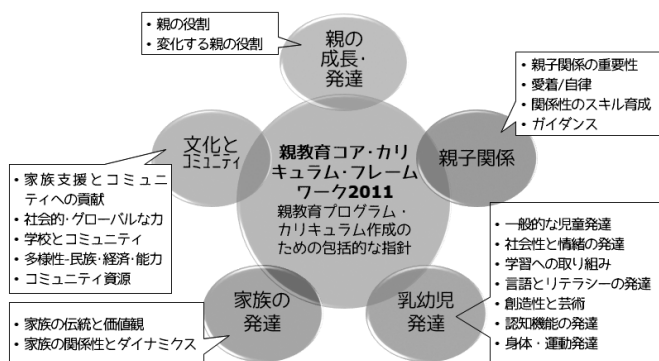 ・親の役割
・変化する親の役割
親の
成長・
発達
・親子関係の重要性
・愛着/自律
・関係性のスキル育成
・ガイダンス
親子関係
文化と
コミュニティ
・家族支援とコミュニ
ティへの貢献
・社会的・グローバルな力
・学校とコミュニティ
・多様性-民族・経済・能力
・コミュニティ資源
親教育コア・カリ
キュラム・フレーム
ワーク2011
親教育プログラム・
カリキュラム作成の
ための包括的な指針
・一般的な児童発達
・社会性と情緒の発達
・学習への取り組み
・言語とリテラシーの発達
・創造性と芸術
・認知機能の発達
・身体・運動発達
乳幼児
発達
家族の
発達
・家族の伝統と価値観
・家族の関係性とダイナミクス